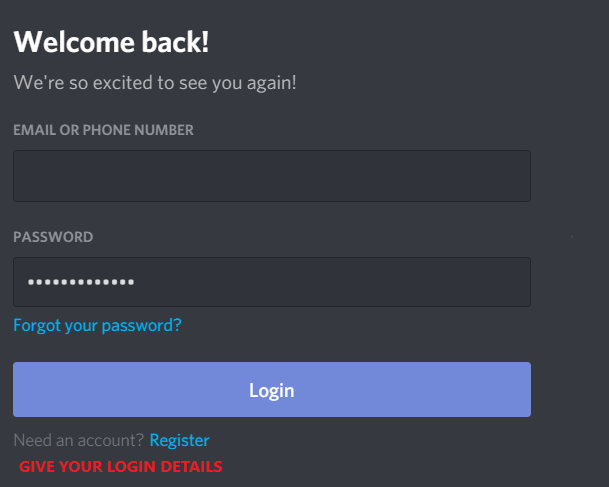 Welcome back!
We're so excited to see you again!
EMAIL OR PHONE NUMBER
PASSWORD
•••••••••••••
Forgot your password?
Login
Need an account? Register
GIVE YOUR LOGIN DETAILS